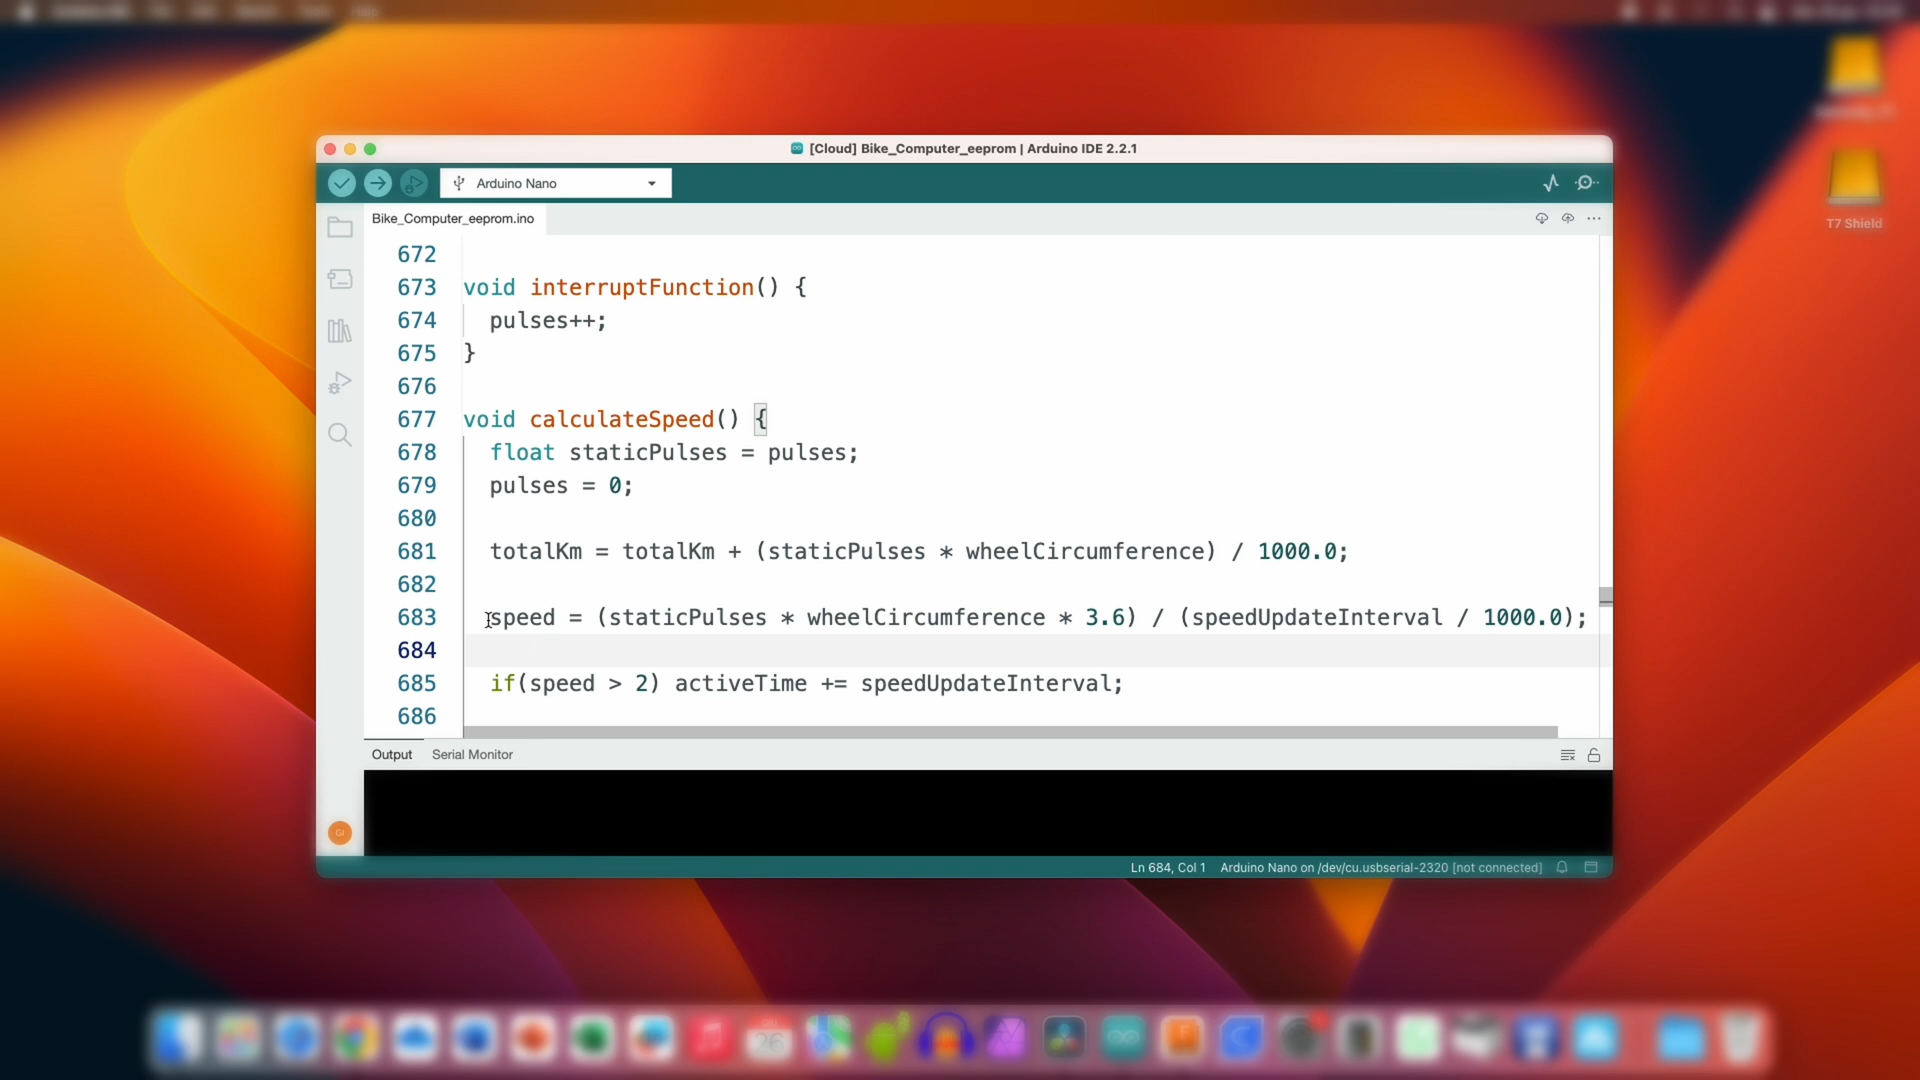 [Cloud] Bike_Computer_eeprom | Arduino IDE 2.2.1
Arduino Nano
Bike_Computer_eeprom.ino
T7 Shield
672
673 void interruptFunction() {
674 pulses++;
675 }
676
677 void calculateSpeed() {
678 float staticPulses = pulses;
679 pulses = 0;
680
681 totalKm = totalKm + (staticPulses * wheelCircumference) / 1000.0;
682
683 speed = (staticPulses * wheelCircumference * 3.6) / (speedUpdateInterval / 1000.0);
684
685 if(speed > 2) activeTime += speedUpdateInterval;
686
Output Serial Monitor
GI
Ln 684, Col 1 Arduino Nano on /dev/cu.usbserial-2320 [not connected]
26